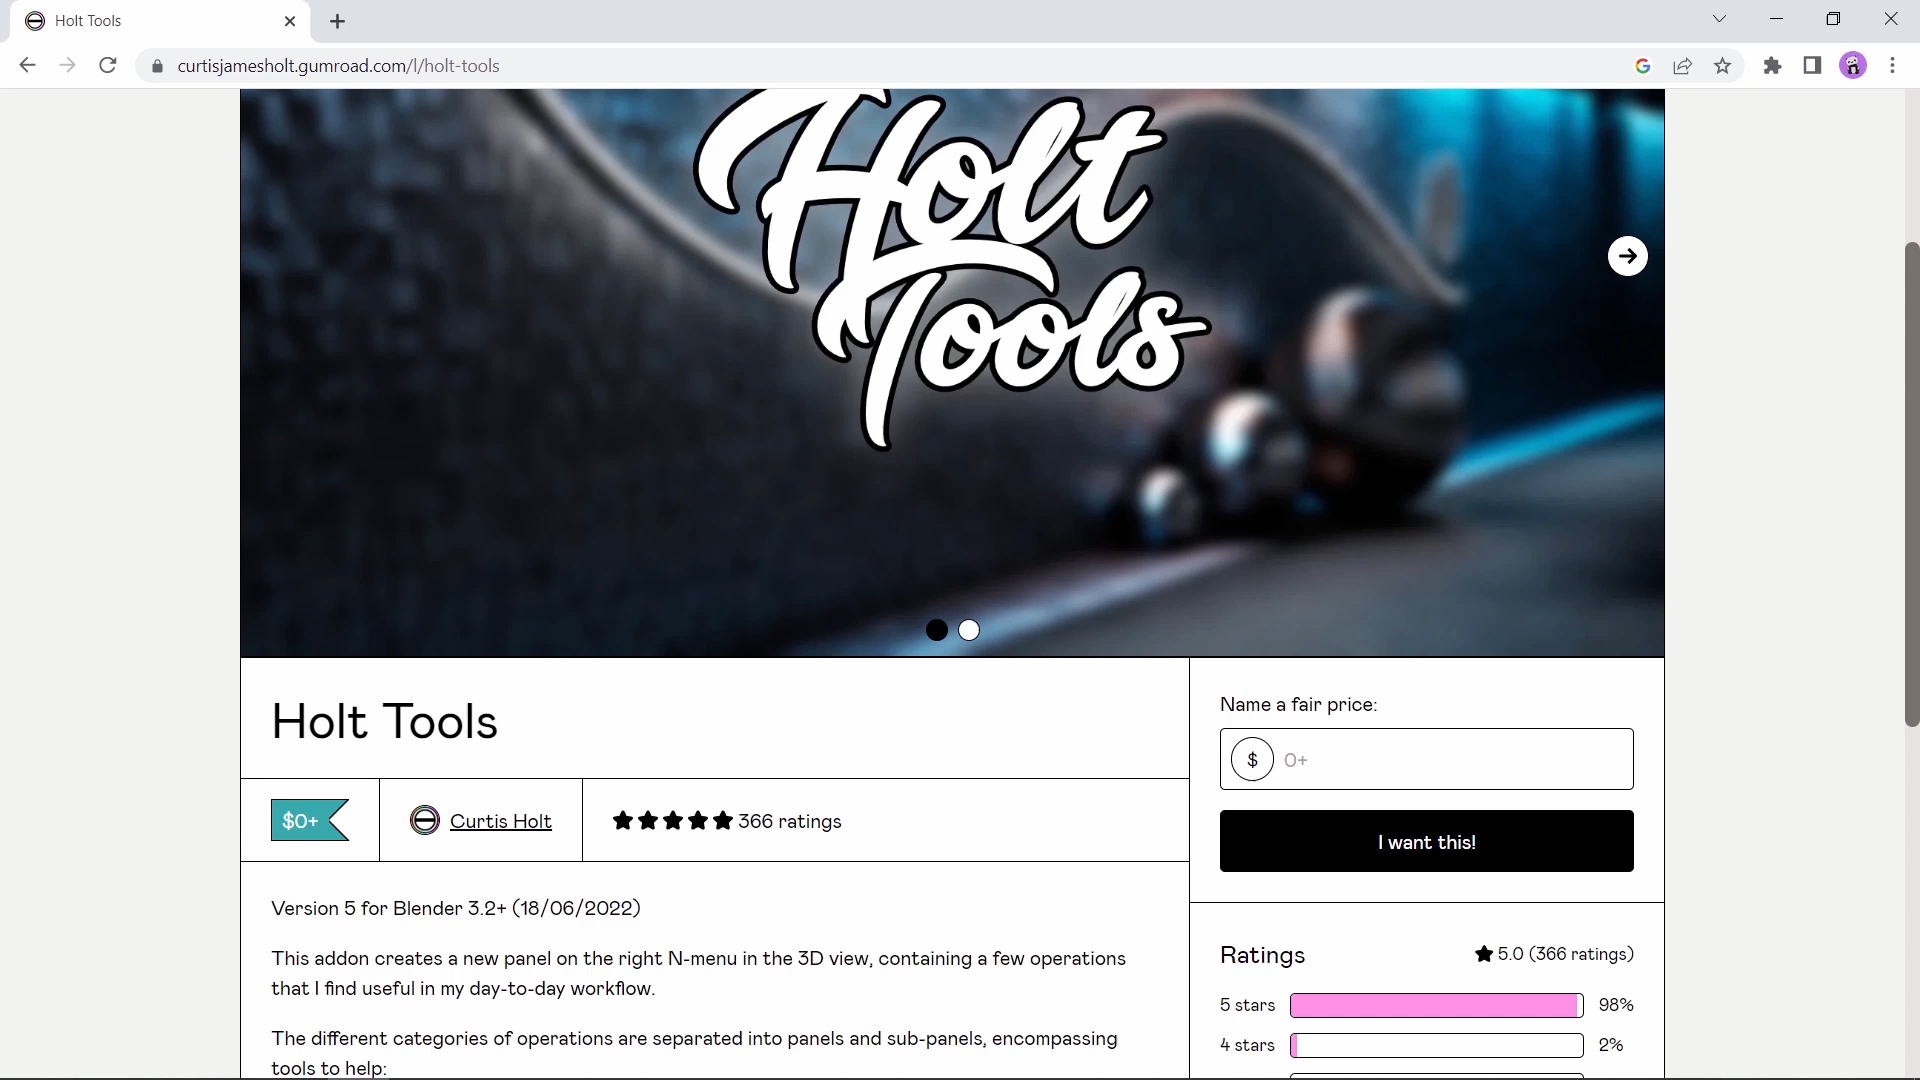 Holt Tools
curtisjamesholt.gumroad.com/l/holt-tools
Holt
Tools
Holt Tools
$0+
Curtis Holt
366 ratings
Version 5 for Blender 3.2+ (18/06/2022)
This addon creates a new panel on the right N-menu in the 3D view, containing a few operations
that I find useful in my day-to-day workflow.
The different categories of operations are separated into panels and sub-panels, encompassing
tools to help:
Name a fair price:
$ 0+
I want this!
Ratings
5.0 (366 ratings)
5 stars 98%
4 stars 2%